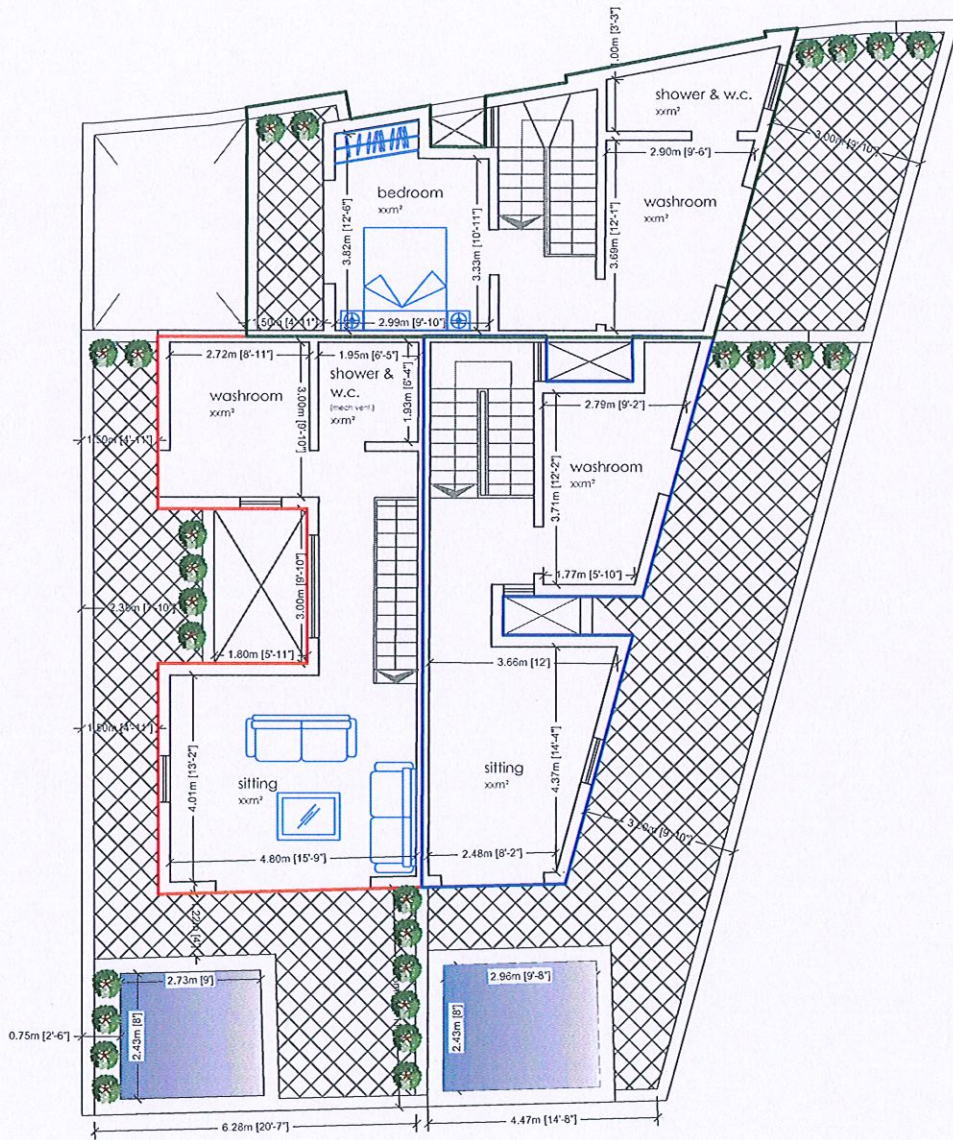 1.00m [3'-3"]
shower & w.c.
xxm²
3.00m [9'-10"]
2.90m [9'-6"]
bedroom
xxm²
washroom
xxm²
3.82m [12'-6"]
3.33m [10'-11"]
3.69m [12'-1"]
1.50m [4'-11"]
2.99m [9'-10"]
2.72m [8'-11"]
1.95m [6'-5"]
washroom
xxm²
3.00m [9'-10"]
shower &
w.c.
(mech vent.)
xxm²
1.93m [6'-4"]
2.79m [9'-2"]
1.50m [4'-11"]
washroom
xxm²
3.71m [12'-2"]
1.77m [5'-10"]
3.00m [9'-10"]
1.80m [5'-11"]
3.66m [12']
1.50m [4'-11"]
4.01m [13'-2"]
sitting
xxm²
4.37m [14'-4"]
sitting
xxm²
4.80m [15'-9"]
2.48m [8'-2"]
3.00m [9'-10"]
2.73m [9']
2.96m [9'-8"]
0.75m [2'-6"]
2.43m [8']
2.43m [8']
6.28m [20'-7"]
4.47m [14'-8"]